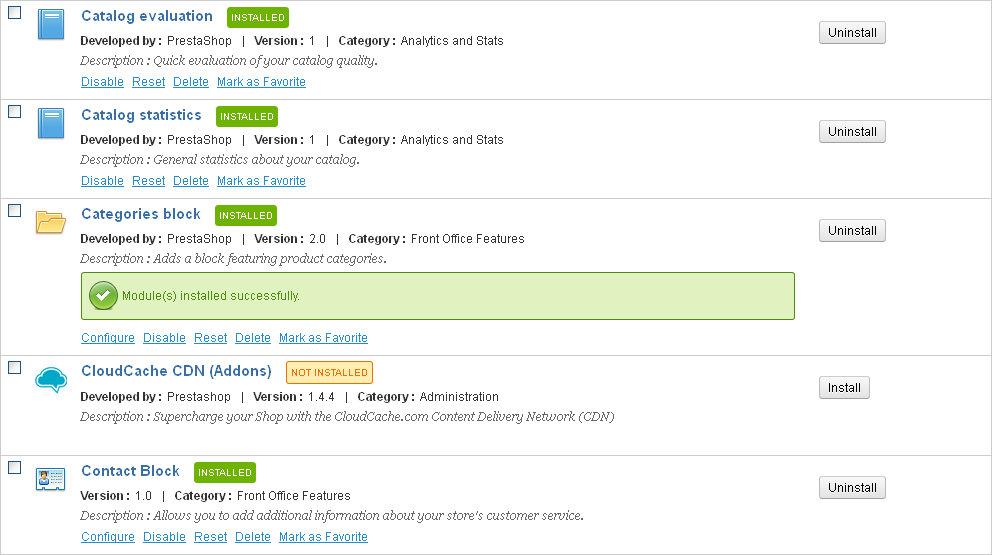 Catalog evaluation INSTALLED
Uninstall
Developed by : PrestaShop | Version : 1 | Category : Analytics and Stats
Description : Quick evaluation of your catalog quality.
Disable Reset Delete Mark as Favorite
Catalog statistics INSTALLED
Uninstall
Developed by : PrestaShop | Version : 1 | Category : Analytics and Stats
Description : General statistics about your catalog.
Disable Reset Delete Mark as Favorite
Categories block INSTALLED
Uninstall
Developed by : PrestaShop | Version : 2.0 | Category : Front Office Features
Description : Adds a block featuring product categories.
Module(s) installed successfully.
Configure Disable Reset Delete Mark as Favorite
CloudCache CDN (Addons) NOT INSTALLED
Install
Developed by : Prestashop | Version : 1.4.4 | Category : Administration
Description : Supercharge your Shop with the CloudCache.com Content Delivery Network (CDN)
Contact Block INSTALLED
Uninstall
Version : 1.0 | Category : Front Office Features
Description : Allows you to add additional information about your store's customer service.
Configure Disable Reset Delete Mark as Favorite